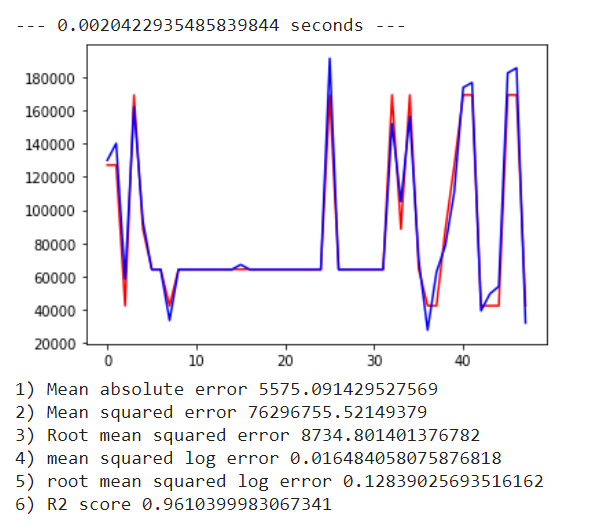 --- 0.0020422935485839844 seconds ---
180000
160000
140000
120000
100000
80000
60000
40000
20000
0 10 20 30 40
1) Mean absolute error 5575.091429527569
2) Mean squared error 76296755.52149379
3) Root mean squared error 8734.801401376782
4) mean squared log error 0.016484058075876818
5) root mean squared log error 0.12839025693516162
6) R2 score 0.9610399983067341